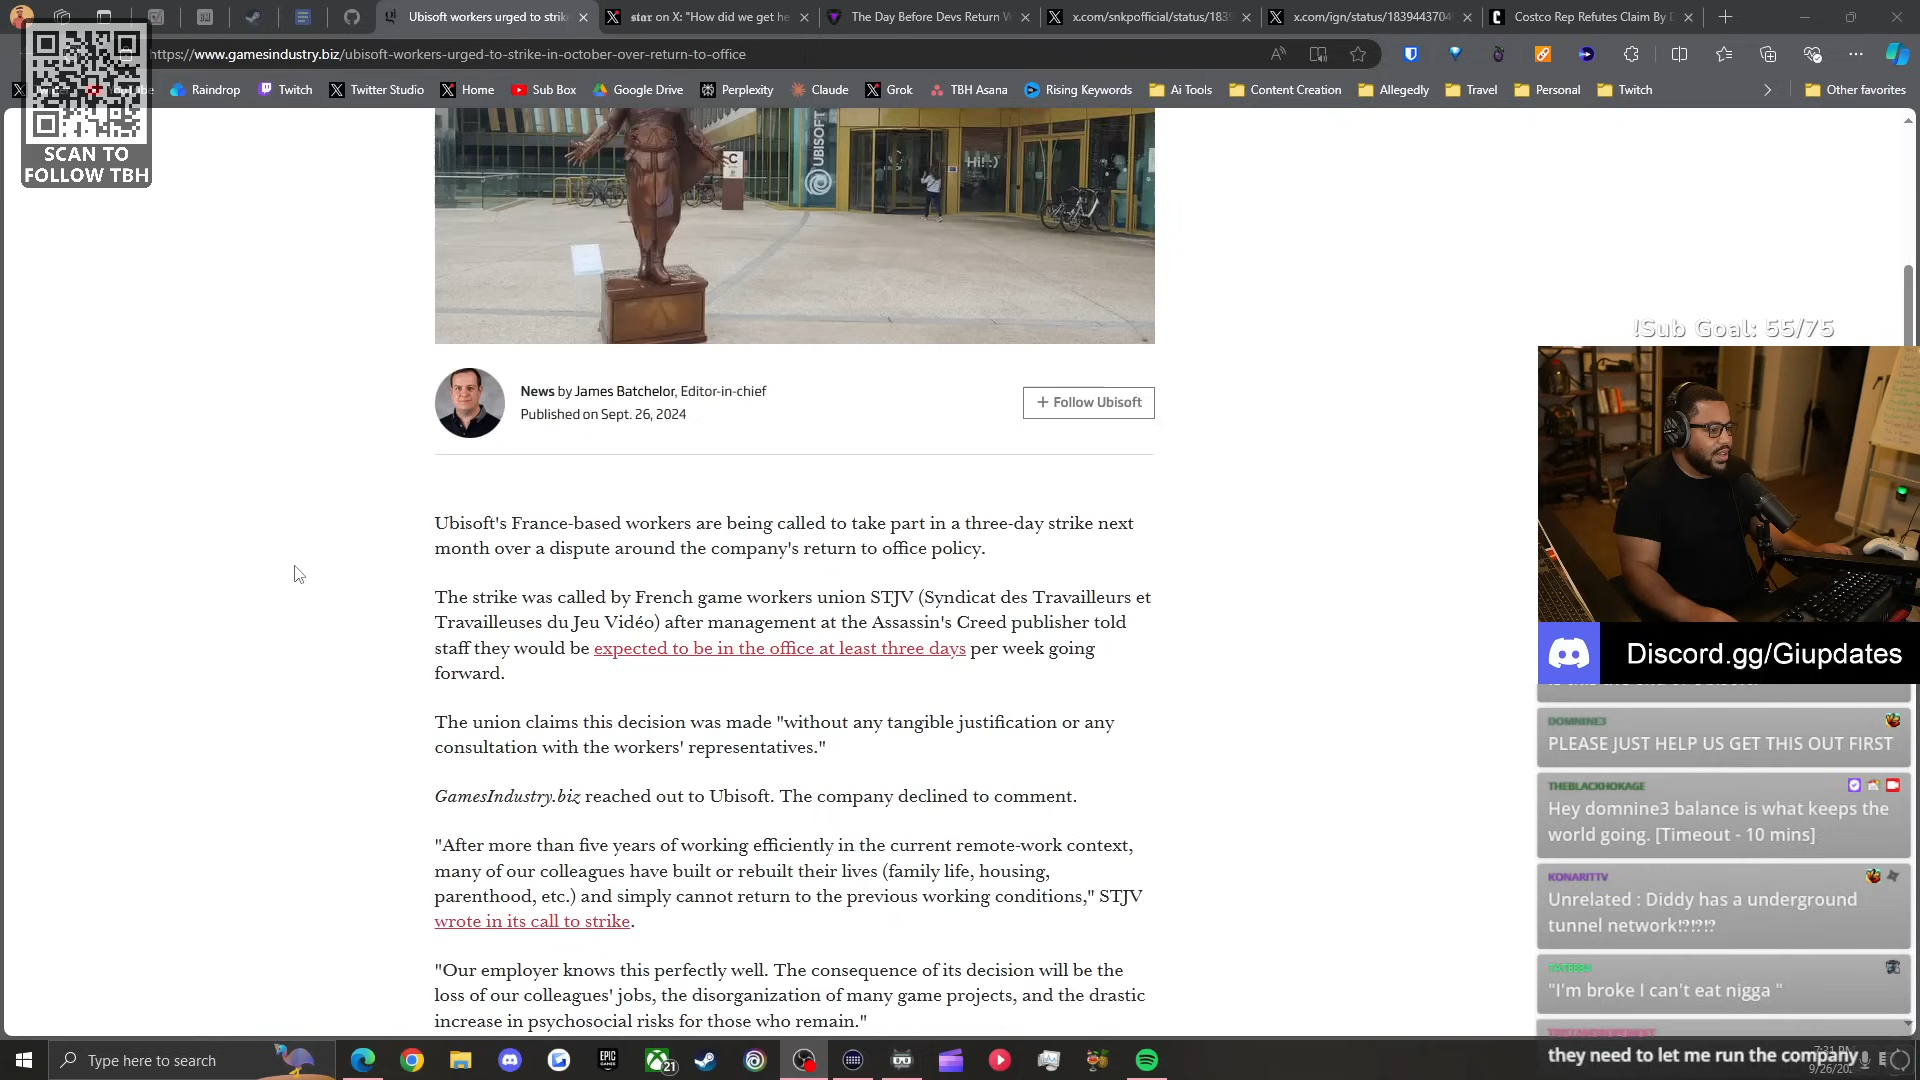 Ubisoft workers urged to strik
star on X: "How did we get he
The Day Before Devs Return W
x.com/snkpofficial/status/183
x.com/ign/status/183944370
Costco Rep Refutes Claim By D
https://www.gamesindustry.biz/ubisoft-workers-urged-to-strike-in-october-over-return-to-office
Raindrop
Twitch
Twitter Studio
Home
Sub Box
Google Drive
Perplexity
Claude
Grok
TBH Asana
Rising Keywords
Ai Tools
Content Creation
Allegedly
Travel
Personal
Twitch
Other favorites
SCAN TO
FOLLOW TBH
C
UBISOFT
Hi! :)
News by James Batchelor, Editor-in-chief
Published on Sept. 26, 2024
+ Follow Ubisoft
Ubisoft's France-based workers are being called to take part in a three-day strike next
month over a dispute around the company's return to office policy.
The strike was called by French game workers union STJV (Syndicat des Travailleurs et
Travailleuses du Jeu Vidéo) after management at the Assassin's Creed publisher told
staff they would be expected to be in the office at least three days per week going
forward.
The union claims this decision was made "without any tangible justification or any
consultation with the workers' representatives."
GamesIndustry.biz reached out to Ubisoft. The company declined to comment.
"After more than five years of working efficiently in the current remote-work context,
many of our colleagues have built or rebuilt their lives (family life, housing,
parenthood, etc.) and simply cannot return to the previous working conditions," STJV
wrote in its call to strike.
"Our employer knows this perfectly well. The consequence of its decision will be the
loss of our colleagues' jobs, the disorganization of many game projects, and the drastic
increase in psychosocial risks for those who remain."
!Sub Goal: 55/75
Discord.gg/Giupdates
DOMNINE3
PLEASE JUST HELP US GET THIS OUT FIRST
THEBLACKHOKAGE
Hey domnine3 balance is what keeps the
world going. [Timeout - 10 mins]
KONARITTV
Unrelated : Diddy has a underground
tunnel network!?!?!?
"I'm broke I can't eat nigga "
they need to let me run the company
Type here to search
EPIC
GAMES
21
7:21 PM
9/26/20